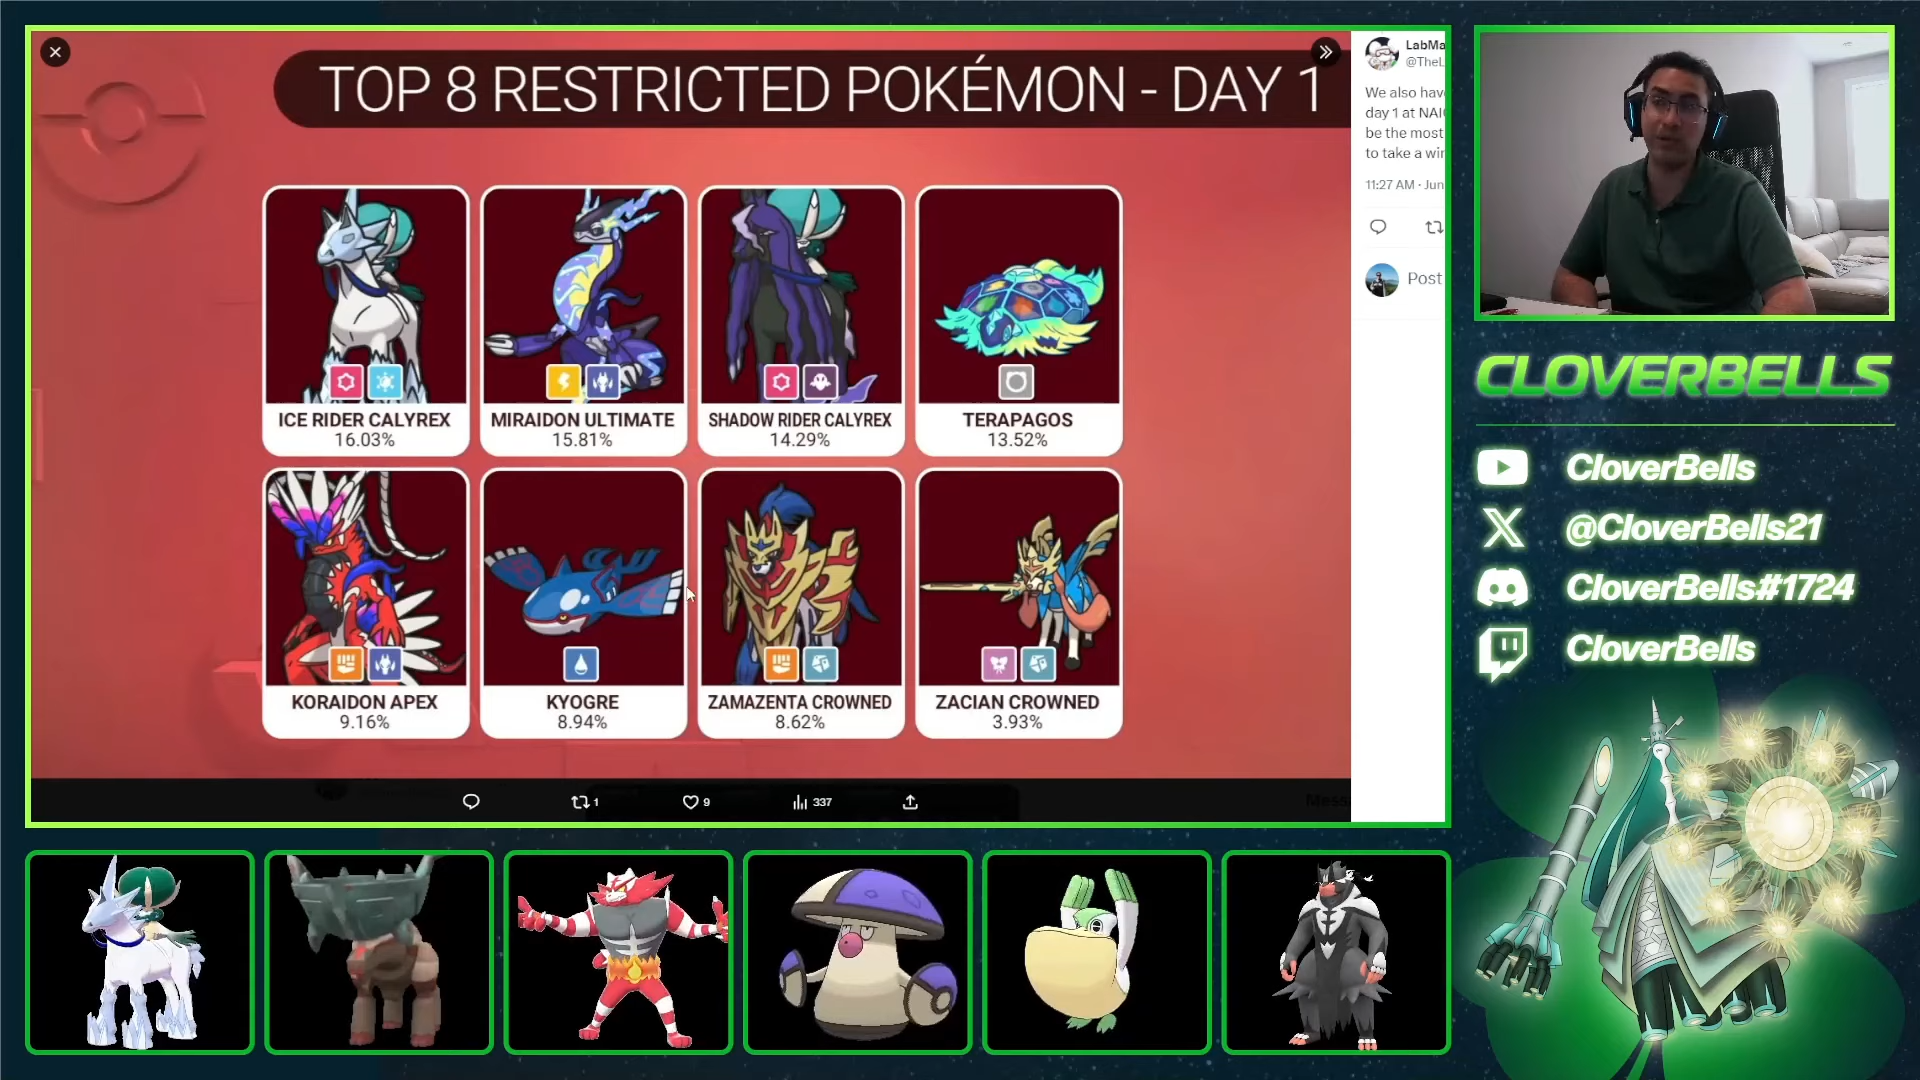 TOP 8 RESTRICTED POKÉMON - DAY 1
ICE RIDER CALYREX
16.03%
MIRAIDON ULTIMATE
15.81%
SHADOW RIDER CALYREX
14.29%
TERAPAGOS
13.52%
KORAIDON APEX
9.16%
KYOGRE
8.94%
ZAMAZENTA CROWNED
8.62%
ZACIAN CROWNED
3.93%
1
9
337
LabMa
@TheL
We also hav
day 1 at NAI
be the most
to take a wi
11:27 AM · Jun
Post
CLOVERBELLS
CloverBells
@CloverBells21
CloverBells#1724
CloverBells